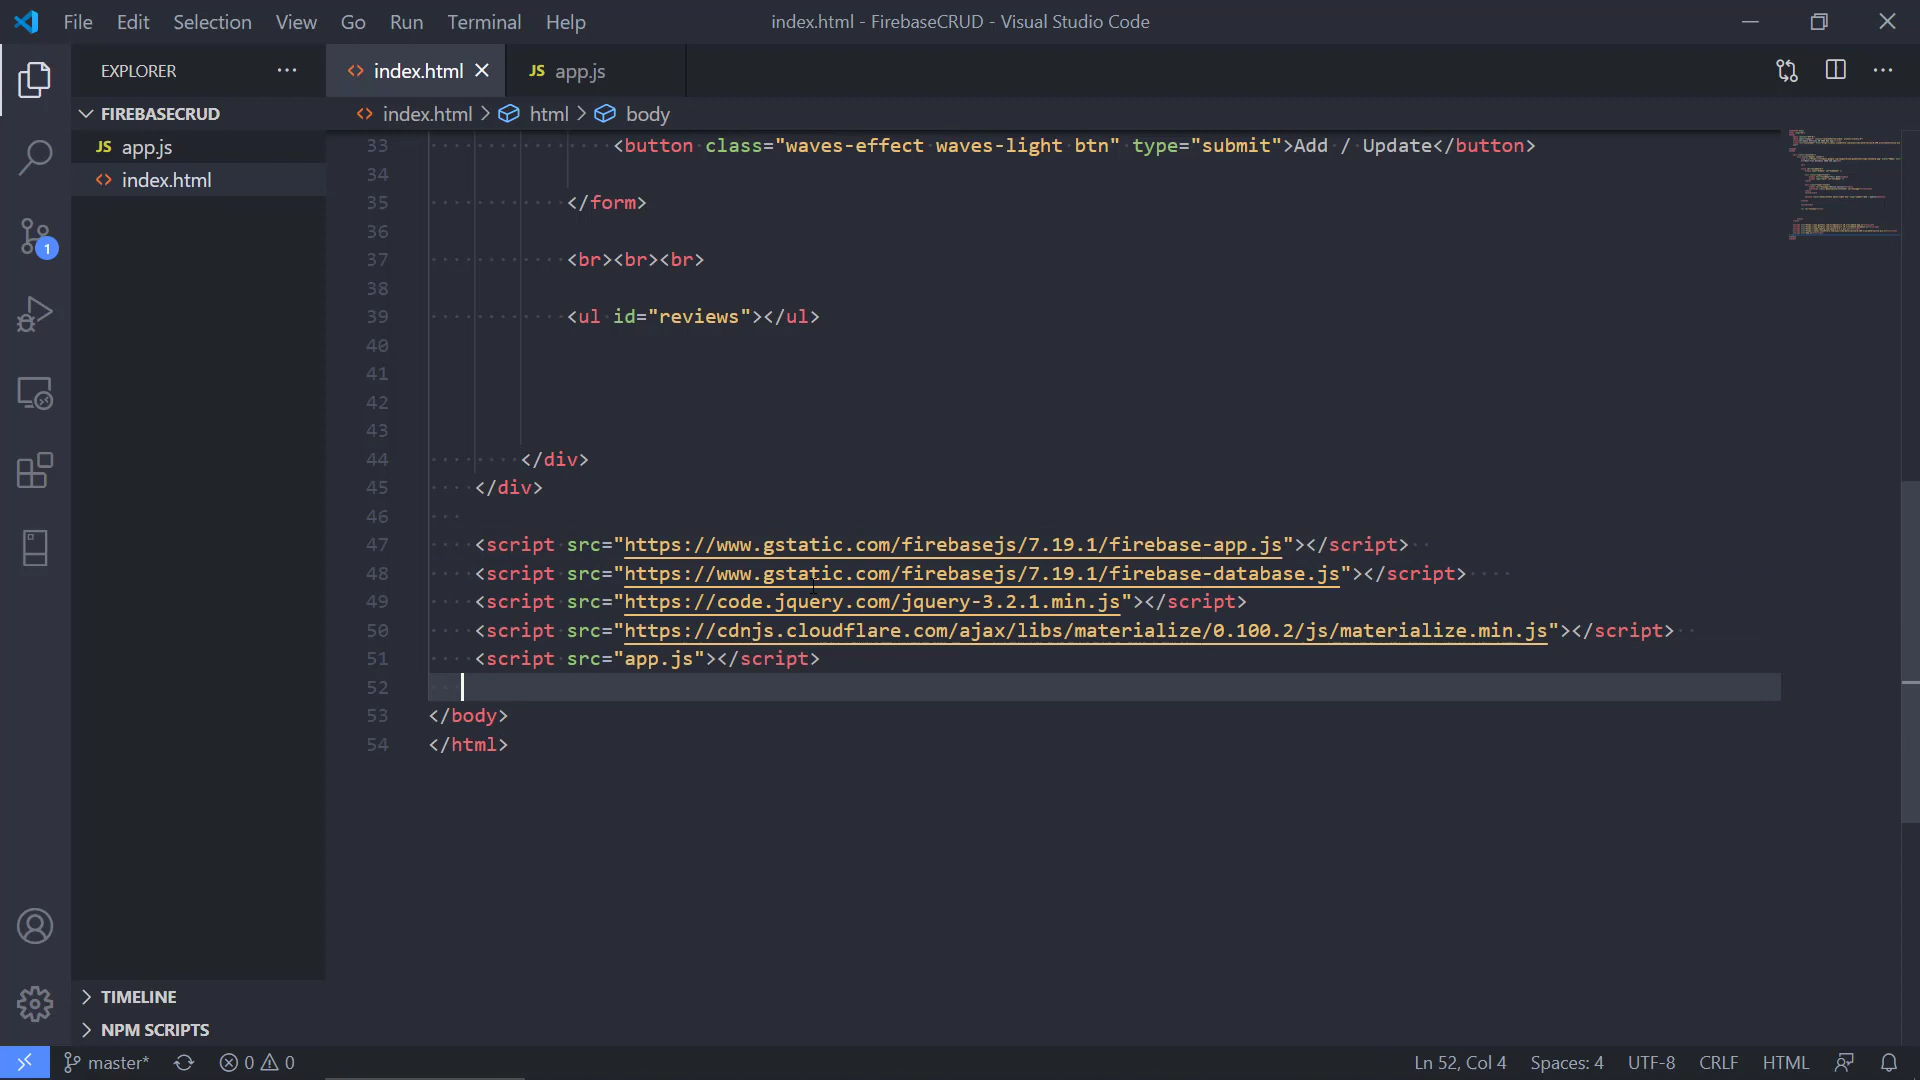 File Edit Selection View Go Run Terminal Help
index.html - FirebaseCRUD - Visual Studio Code
EXPLORER
index.html
JS app.js
FIREBASECRUD
JS app.js
index.html
index.html > html > body
33 <button class="waves-effect waves-light btn" type="submit">Add / Update</button>
34
35 </form>
36
37 <br><br><br>
38
39 <ul id="reviews"></ul>
40
41
42
43
44 </div>
45 </div>
46
47 <script src="https://www.gstatic.com/firebasejs/7.19.1/firebase-app.js"></script>
48 <script src="https://www.gstatic.com/firebasejs/7.19.1/firebase-database.js"></script>
49 <script src="https://code.jquery.com/jquery-3.2.1.min.js"></script>
50 <script src="https://cdnjs.cloudflare.com/ajax/libs/materialize/0.100.2/js/materialize.min.js"></script>
51 <script src="app.js"></script>
52
53 </body>
54 </html>
1
TIMELINE
NPM SCRIPTS
master* 0 0 Ln 52, Col 4 Spaces: 4 UTF-8 CRLF HTML